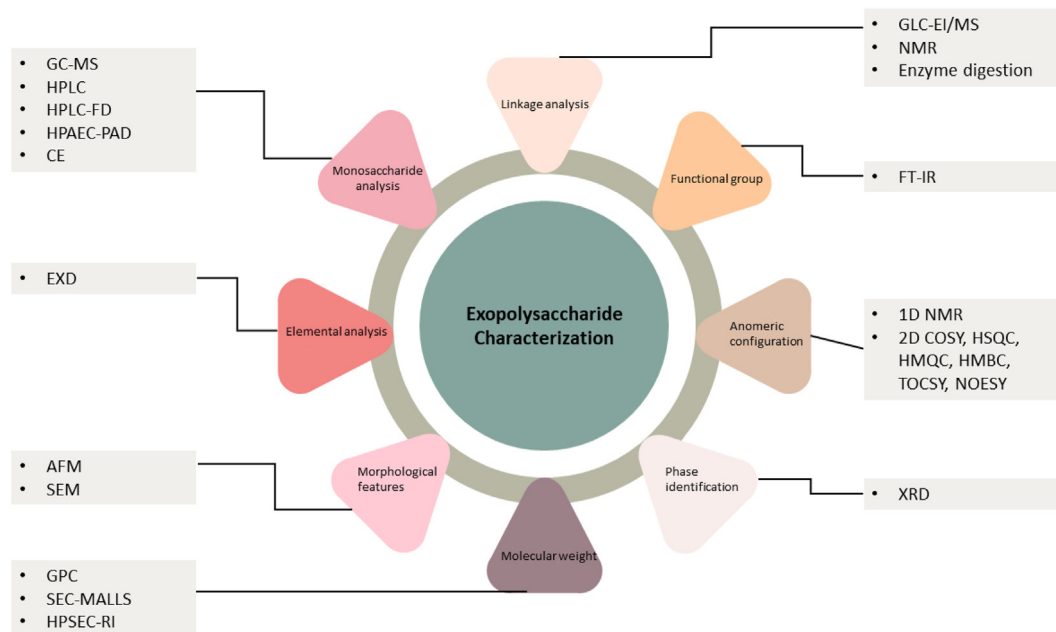 • GLC-EI/MS
• NMR
• Enzyme digestion
• GC-MS
• HPLC
• HPLC-FD
• HPAEC-PAD
• CE
Linkage analysis
Monosaccharide
analysis
Functional group
• FT-IR
• EXD
Elemental analysis
Exopolysaccharide
Characterization
Anomeric
configuration
• 1D NMR
• 2D COSY, HSQC,
HMQC, HMBC,
TOCSY, NOESY
• AFM
• SEM
Morphological
features
Phase
identification
• XRD
Molecular weight
• GPC
• SEC-MALLS
• HPSEC-RI